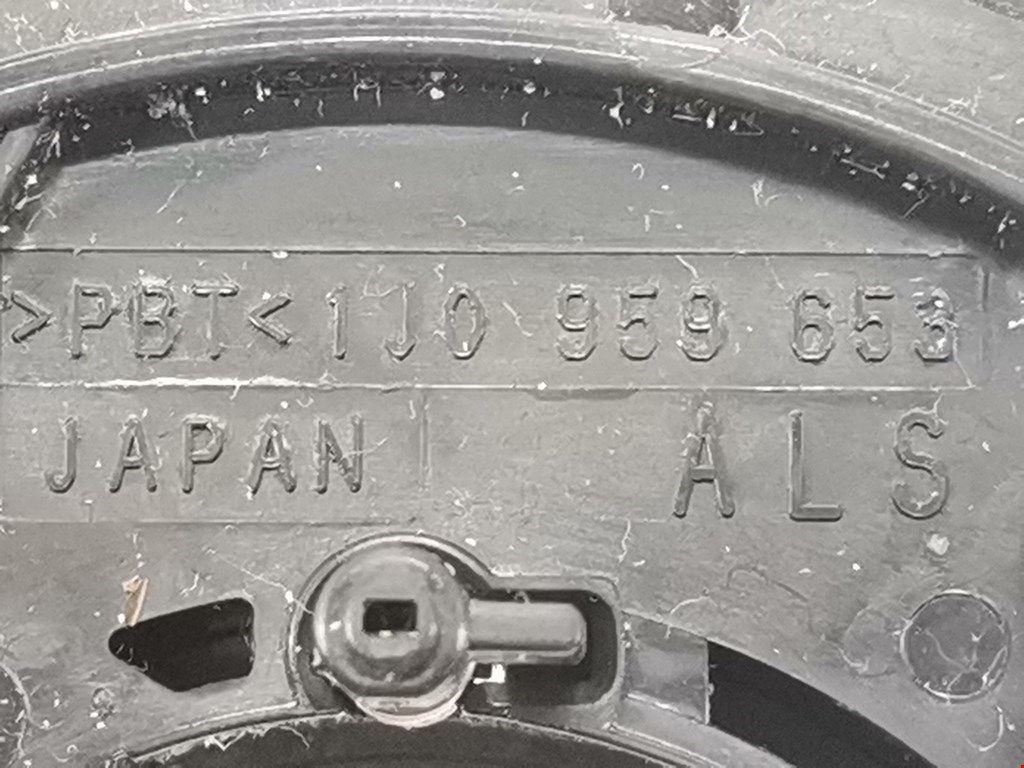 >PBT< 1J0 959 653
JAPAN ALS